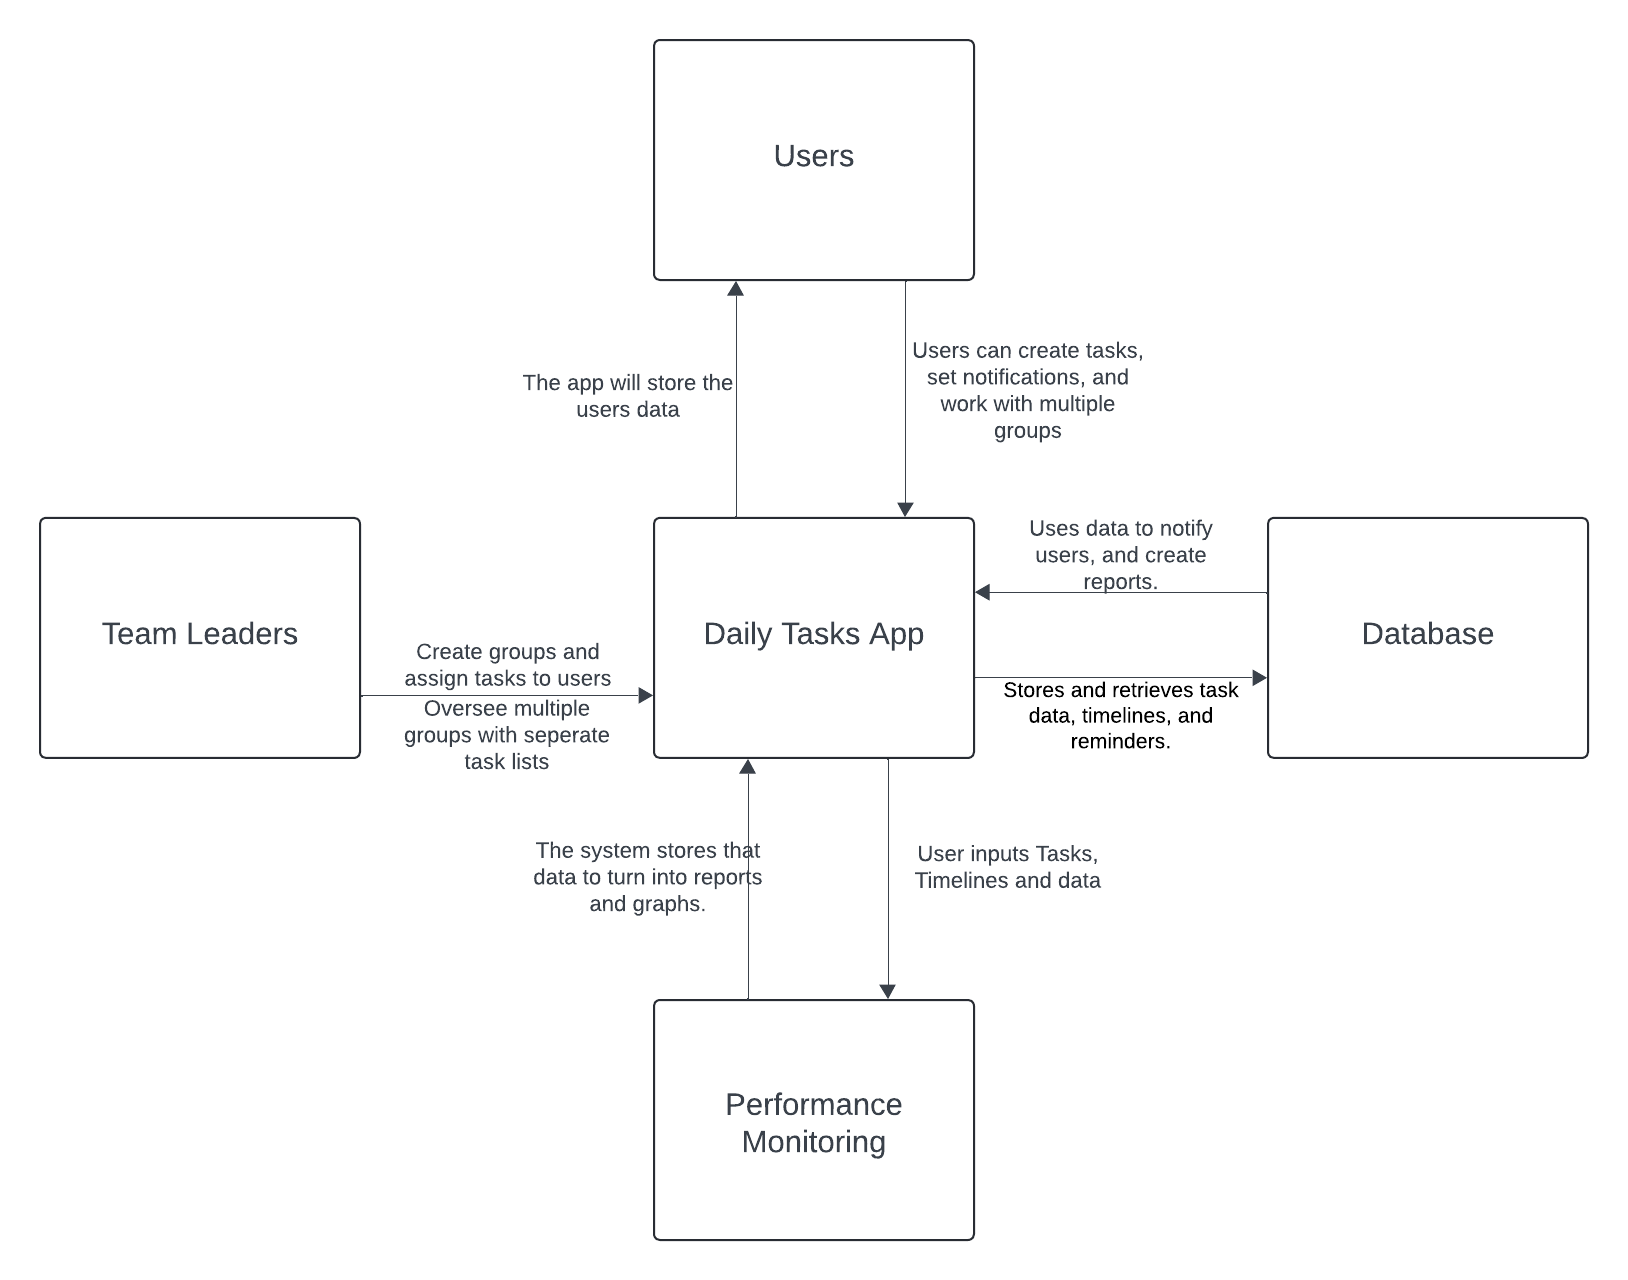 Users
The app will store the
users data
Users can create tasks,
set notifications, and
work with multiple
groups
Team Leaders
Create groups and
assign tasks to users
Oversee multiple
groups with seperate
task lists
Daily Tasks App
Uses data to notify
users, and create
reports.
Stores and retrieves task
data, timelines, and
reminders.
Database
The system stores that
data to turn into reports
and graphs.
User inputs Tasks,
Timelines and data
Performance
Monitoring